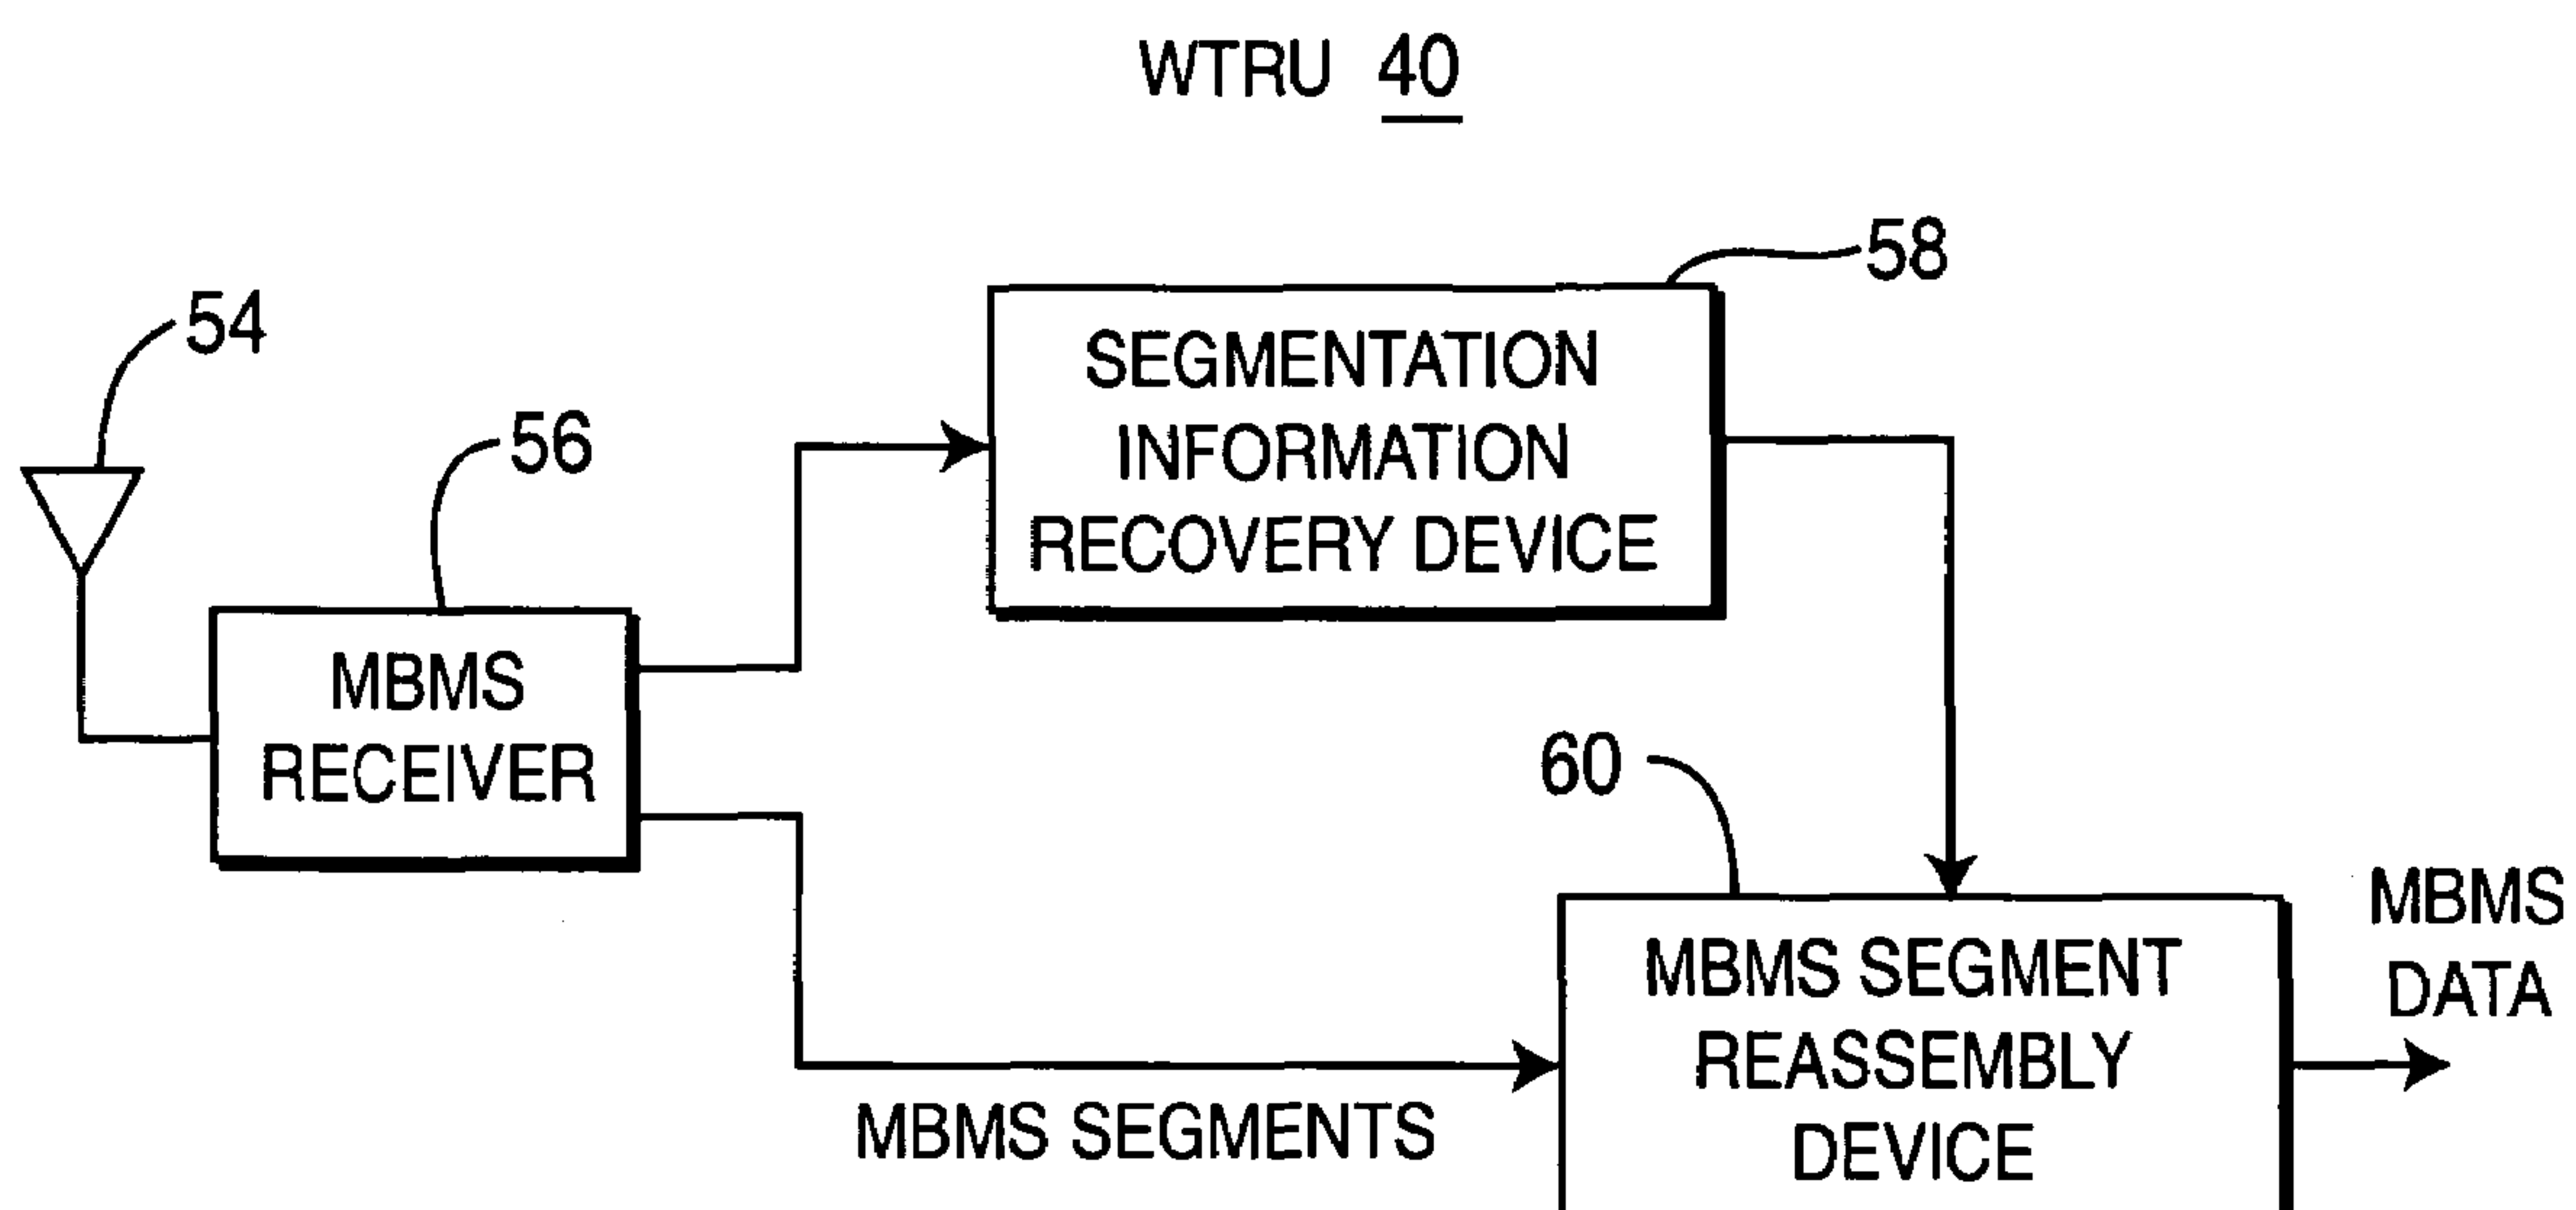 WTRU 40
58
SEGMENTATION
INFORMATION
RECOVERY DEVICE
54
56
MBMS
RECEIVER
60
MBMS SEGMENT
REASSEMBLY
DEVICE
MBMS
DATA
MBMS SEGMENTS